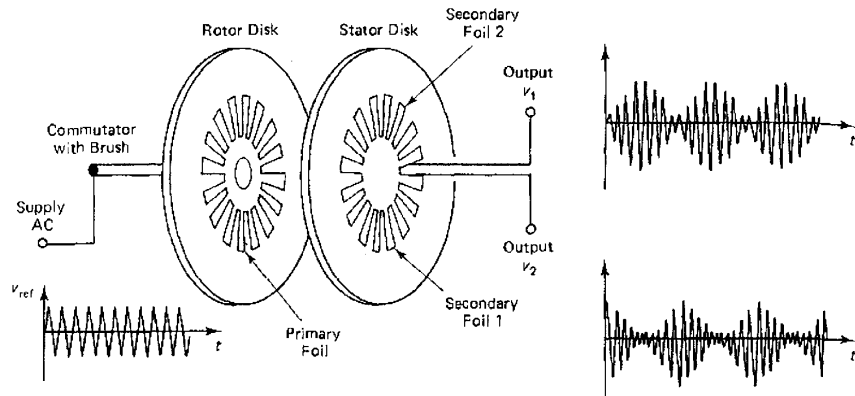 Rotor Disk
Stator Disk
Secondary
Foil 2
Output
v1
t
Commutator
with Brush
Supply
AC
Output
v2
vref
t
Primary
Foil
Secondary
Foil 1
t